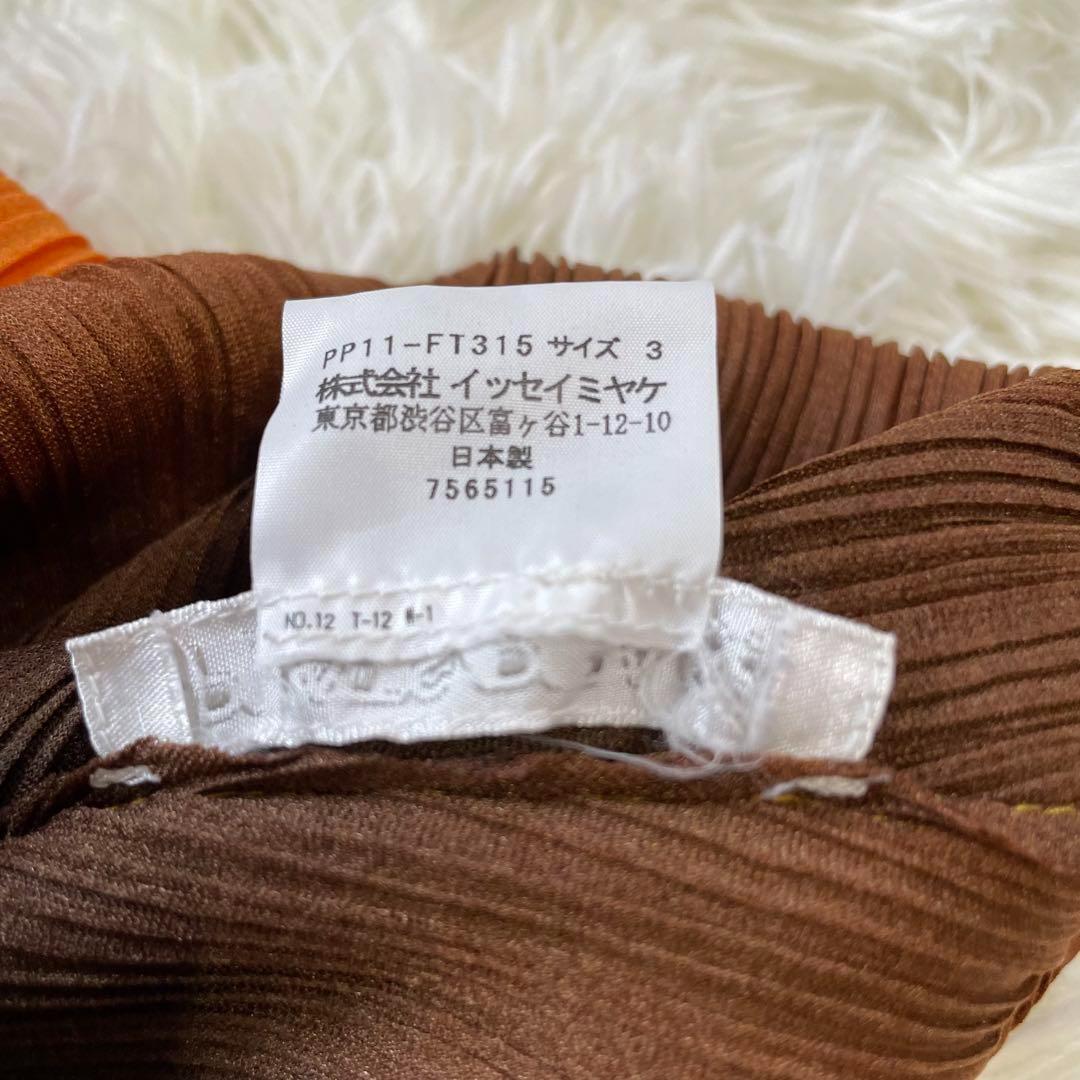 PP11-FT315 サイズ 3
株式会社 イッセイミヤケ
東京都渋谷区富ヶ谷1-12-10
日本製
7565115
NO.12 T-12 W-1